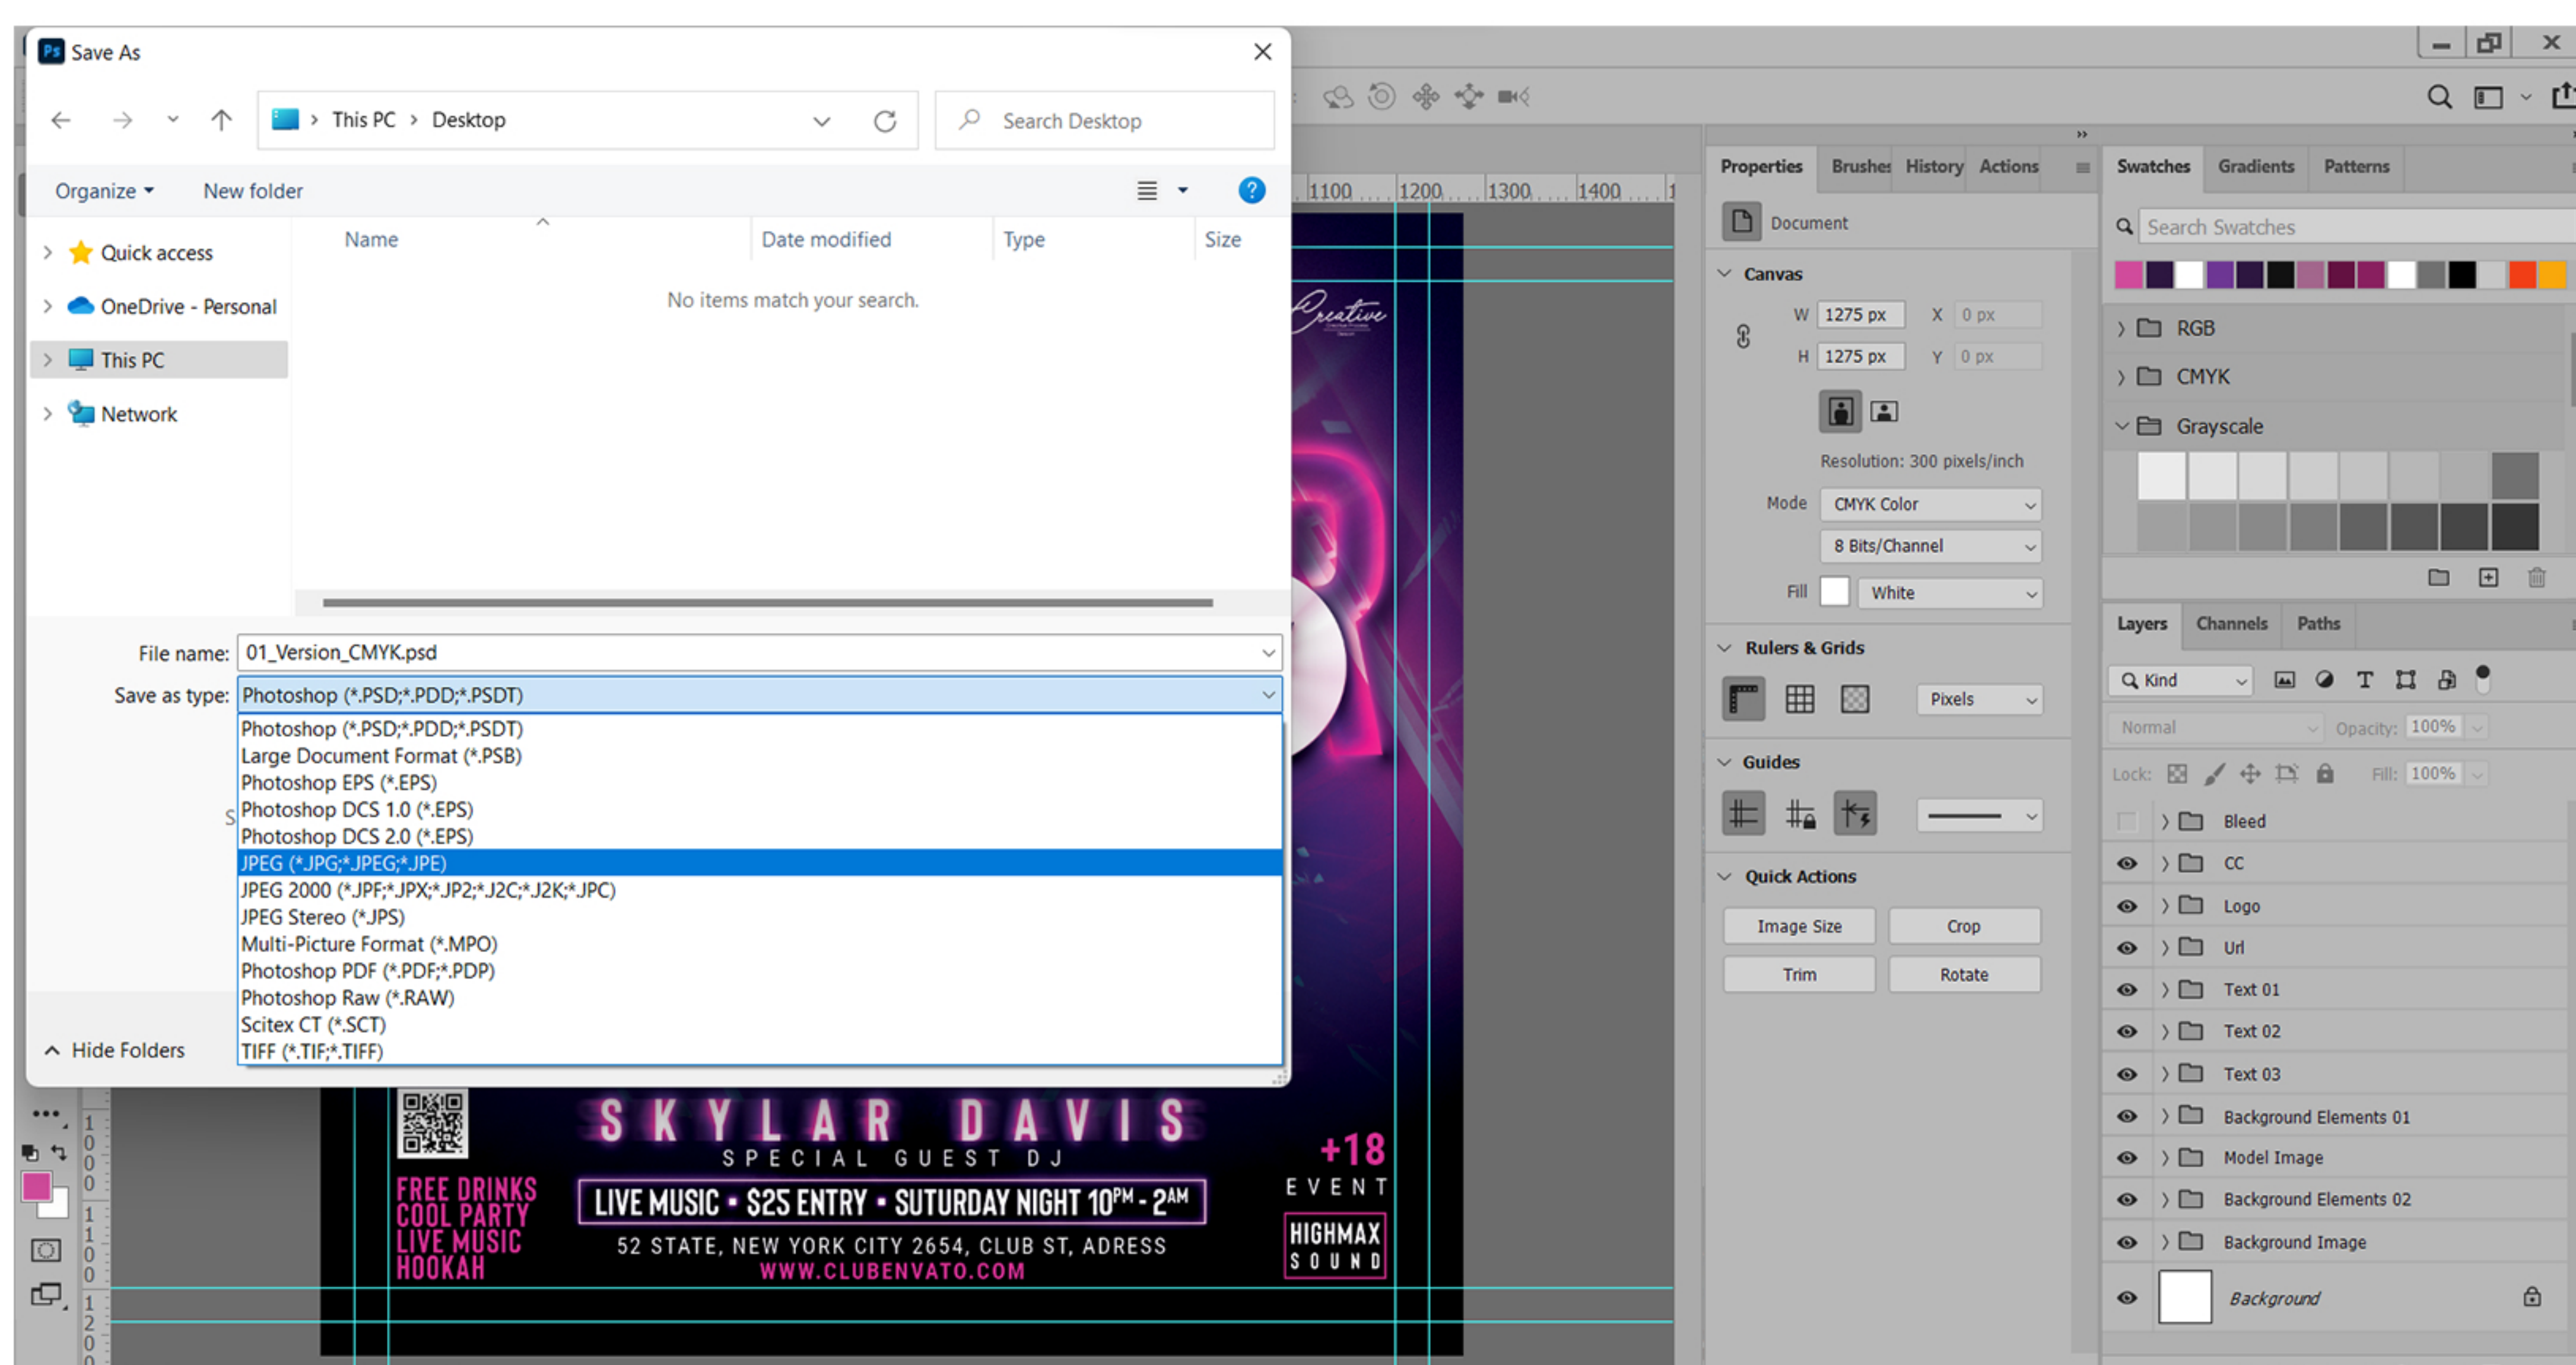 Ps Save As
This PC > Desktop
Search Desktop
Organize
New folder
Name
Date modified
Type
Size
No items match your search.
Quick access
OneDrive - Personal
This PC
Network
File name: 01_Version_CMYK.psd
Save as type: Photoshop (*.PSD;*.PDD;*.PSDT)
Photoshop (*.PSD;*.PDD;*.PSDT)
Large Document Format (*.PSB)
Photoshop EPS (*.EPS)
Photoshop DCS 1.0 (*.EPS)
S
Photoshop DCS 2.0 (*.EPS)
JPEG (*.JPG;*.JPEG;*.JPE)
JPEG 2000 (*.JPF;*.JPX;*.JP2;*.J2C;*.J2K;*.JPC)
JPEG Stereo (*.JPS)
Multi-Picture Format (*.MPO)
Photoshop PDF (*.PDF;*.PDP)
Photoshop Raw (*.RAW)
Scitex CT (*.SCT)
TIFF (*.TIF;*.TIFF)
Hide Folders
1100 1200 1300 1400 1
Creative
R
SKYLAR DAVIS
SPECIAL GUEST DJ
FREE DRINKS
COOL PARTY
LIVE MUSIC
HOOKAH
LIVE MUSIC ▪ $25 ENTRY ▪ SUTURDAY NIGHT 10PM - 2AM
52 STATE, NEW YORK CITY 2654, CLUB ST, ADRESS
WWW.CLUBENVATO.COM
+18
EVENT
HIGHMAX
SOUND
1000
1100
120
Properties Brushes History Actions
Document
Canvas
W 1275 px X 0 px
H 1275 px Y 0 px
Resolution: 300 pixels/inch
Mode CMYK Color
8 Bits/Channel
Fill White
Rulers & Grids
Pixels
Guides
Quick Actions
Image Size Crop
Trim Rotate
Swatches Gradients Patterns
Search Swatches
RGB
CMYK
Grayscale
Layers Channels Paths
Kind
Normal Opacity: 100%
Lock: Fill: 100%
Bleed
CC
Logo
Url
Text 01
Text 02
Text 03
Background Elements 01
Model Image
Background Elements 02
Background Image
Background